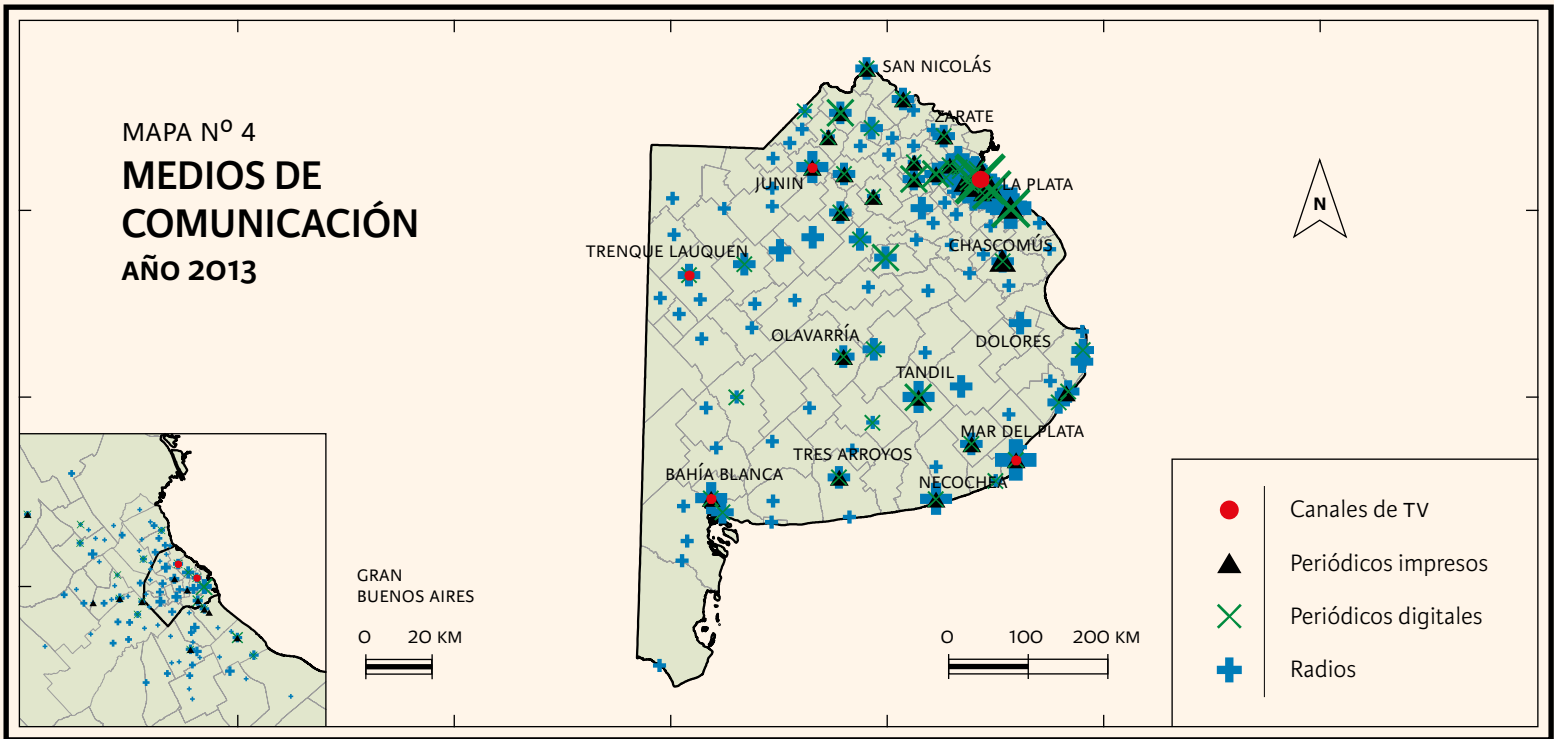 MAPA Nº 4
MEDIOS DE
COMUNICACIÓN
AÑO 2013
SAN NICOLÁS
ZARATE
JUNIN
LA PLATA
TRENQUE LAUQUEN
CHASCOMÚS
OLAVARRÍA
DOLORES
TANDIL
MAR DEL PLATA
TRES ARROYOS
BAHÍA BLANCA
NECOCHEA
N
GRAN
BUENOS AIRES
0 20 KM
0 100 200 KM
Canales de TV
Periódicos impresos
Periódicos digitales
Radios